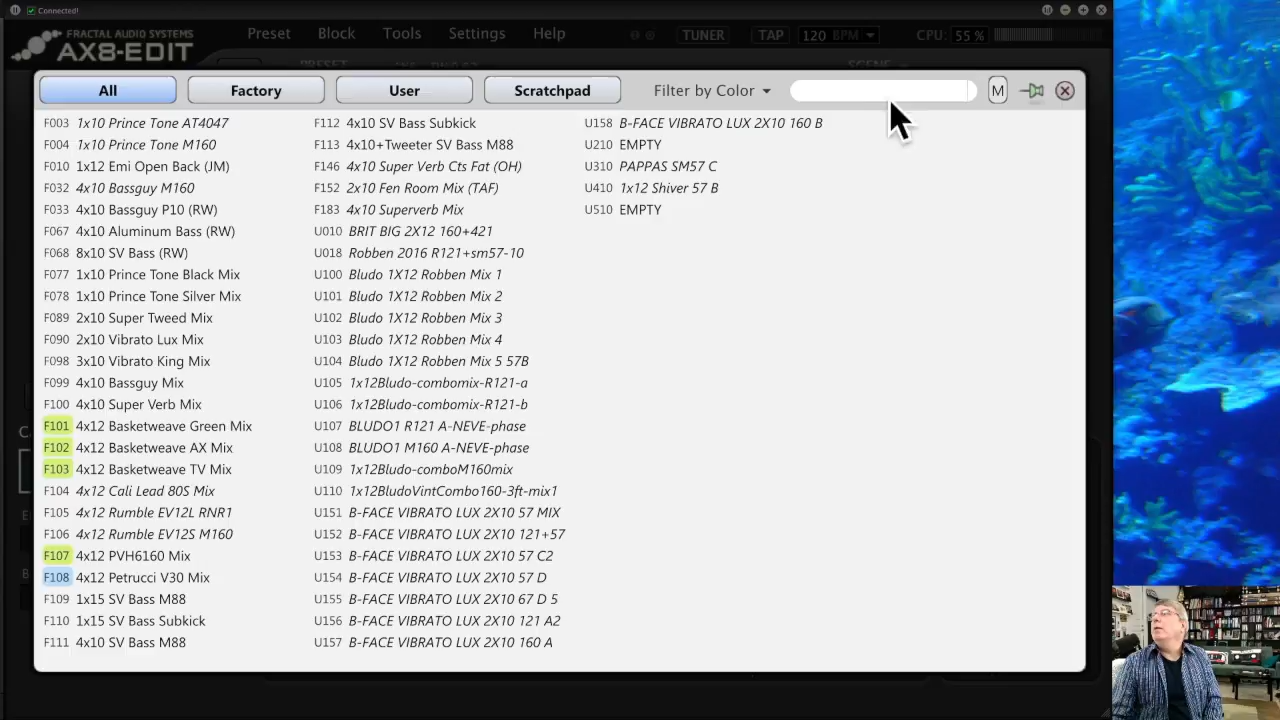 Connected!
FRACTAL AUDIO SYSTEMS
AX8-EDIT
Preset Block Tools Settings Help
TUNER TAP 120 BPM CPU: 55 %
All Factory User Scratchpad Filter by Color M
F003 1x10 Prince Tone AT4047
F004 1x10 Prince Tone M160
F010 1x12 Emi Open Back (JM)
F032 4x10 Bassguy M160
F033 4x10 Bassguy P10 (RW)
F067 4x10 Aluminum Bass (RW)
F068 8x10 SV Bass (RW)
F077 1x10 Prince Tone Black Mix
F078 1x10 Prince Tone Silver Mix
F089 2x10 Super Tweed Mix
F090 2x10 Vibrato Lux Mix
F098 3x10 Vibrato King Mix
F099 4x10 Bassguy Mix
F100 4x10 Super Verb Mix
F101 4x12 Basketweave Green Mix
F102 4x12 Basketweave AX Mix
F103 4x12 Basketweave TV Mix
F104 4x12 Cali Lead 80S Mix
F105 4x12 Rumble EV12L RNR1
F106 4x12 Rumble EV12S M160
F107 4x12 PVH6160 Mix
F108 4x12 Petrucci V30 Mix
F109 1x15 SV Bass M88
F110 1x15 SV Bass Subkick
F111 4x10 SV Bass M88
F112 4x10 SV Bass Subkick
F113 4x10+Tweeter SV Bass M88
F146 4x10 Super Verb Cts Fat (OH)
F152 2x10 Fen Room Mix (TAF)
F183 4x10 Superverb Mix
U010 BRIT BIG 2X12 160+421
U018 Robben 2016 R121+sm57-10
U100 Bludo 1X12 Robben Mix 1
U101 Bludo 1X12 Robben Mix 2
U102 Bludo 1X12 Robben Mix 3
U103 Bludo 1X12 Robben Mix 4
U104 Bludo 1X12 Robben Mix 5 57B
U105 1x12Bludo-combomix-R121-a
U106 1x12Bludo-combomix-R121-b
U107 BLUDO1 R121 A-NEVE-phase
U108 BLUDO1 M160 A-NEVE-phase
U109 1x12Bludo-comboM160mix
U110 1x12BludoVintCombo160-3ft-mix1
U151 B-FACE VIBRATO LUX 2X10 57 MIX
U152 B-FACE VIBRATO LUX 2X10 121+57
U153 B-FACE VIBRATO LUX 2X10 57 C2
U154 B-FACE VIBRATO LUX 2X10 57 D
U155 B-FACE VIBRATO LUX 2X10 67 D 5
U156 B-FACE VIBRATO LUX 2X10 121 A2
U157 B-FACE VIBRATO LUX 2X10 160 A
U158 B-FACE VIBRATO LUX 2X10 160 B
U210 EMPTY
U310 PAPPAS SM57 C
U410 1x12 Shiver 57 B
U510 EMPTY